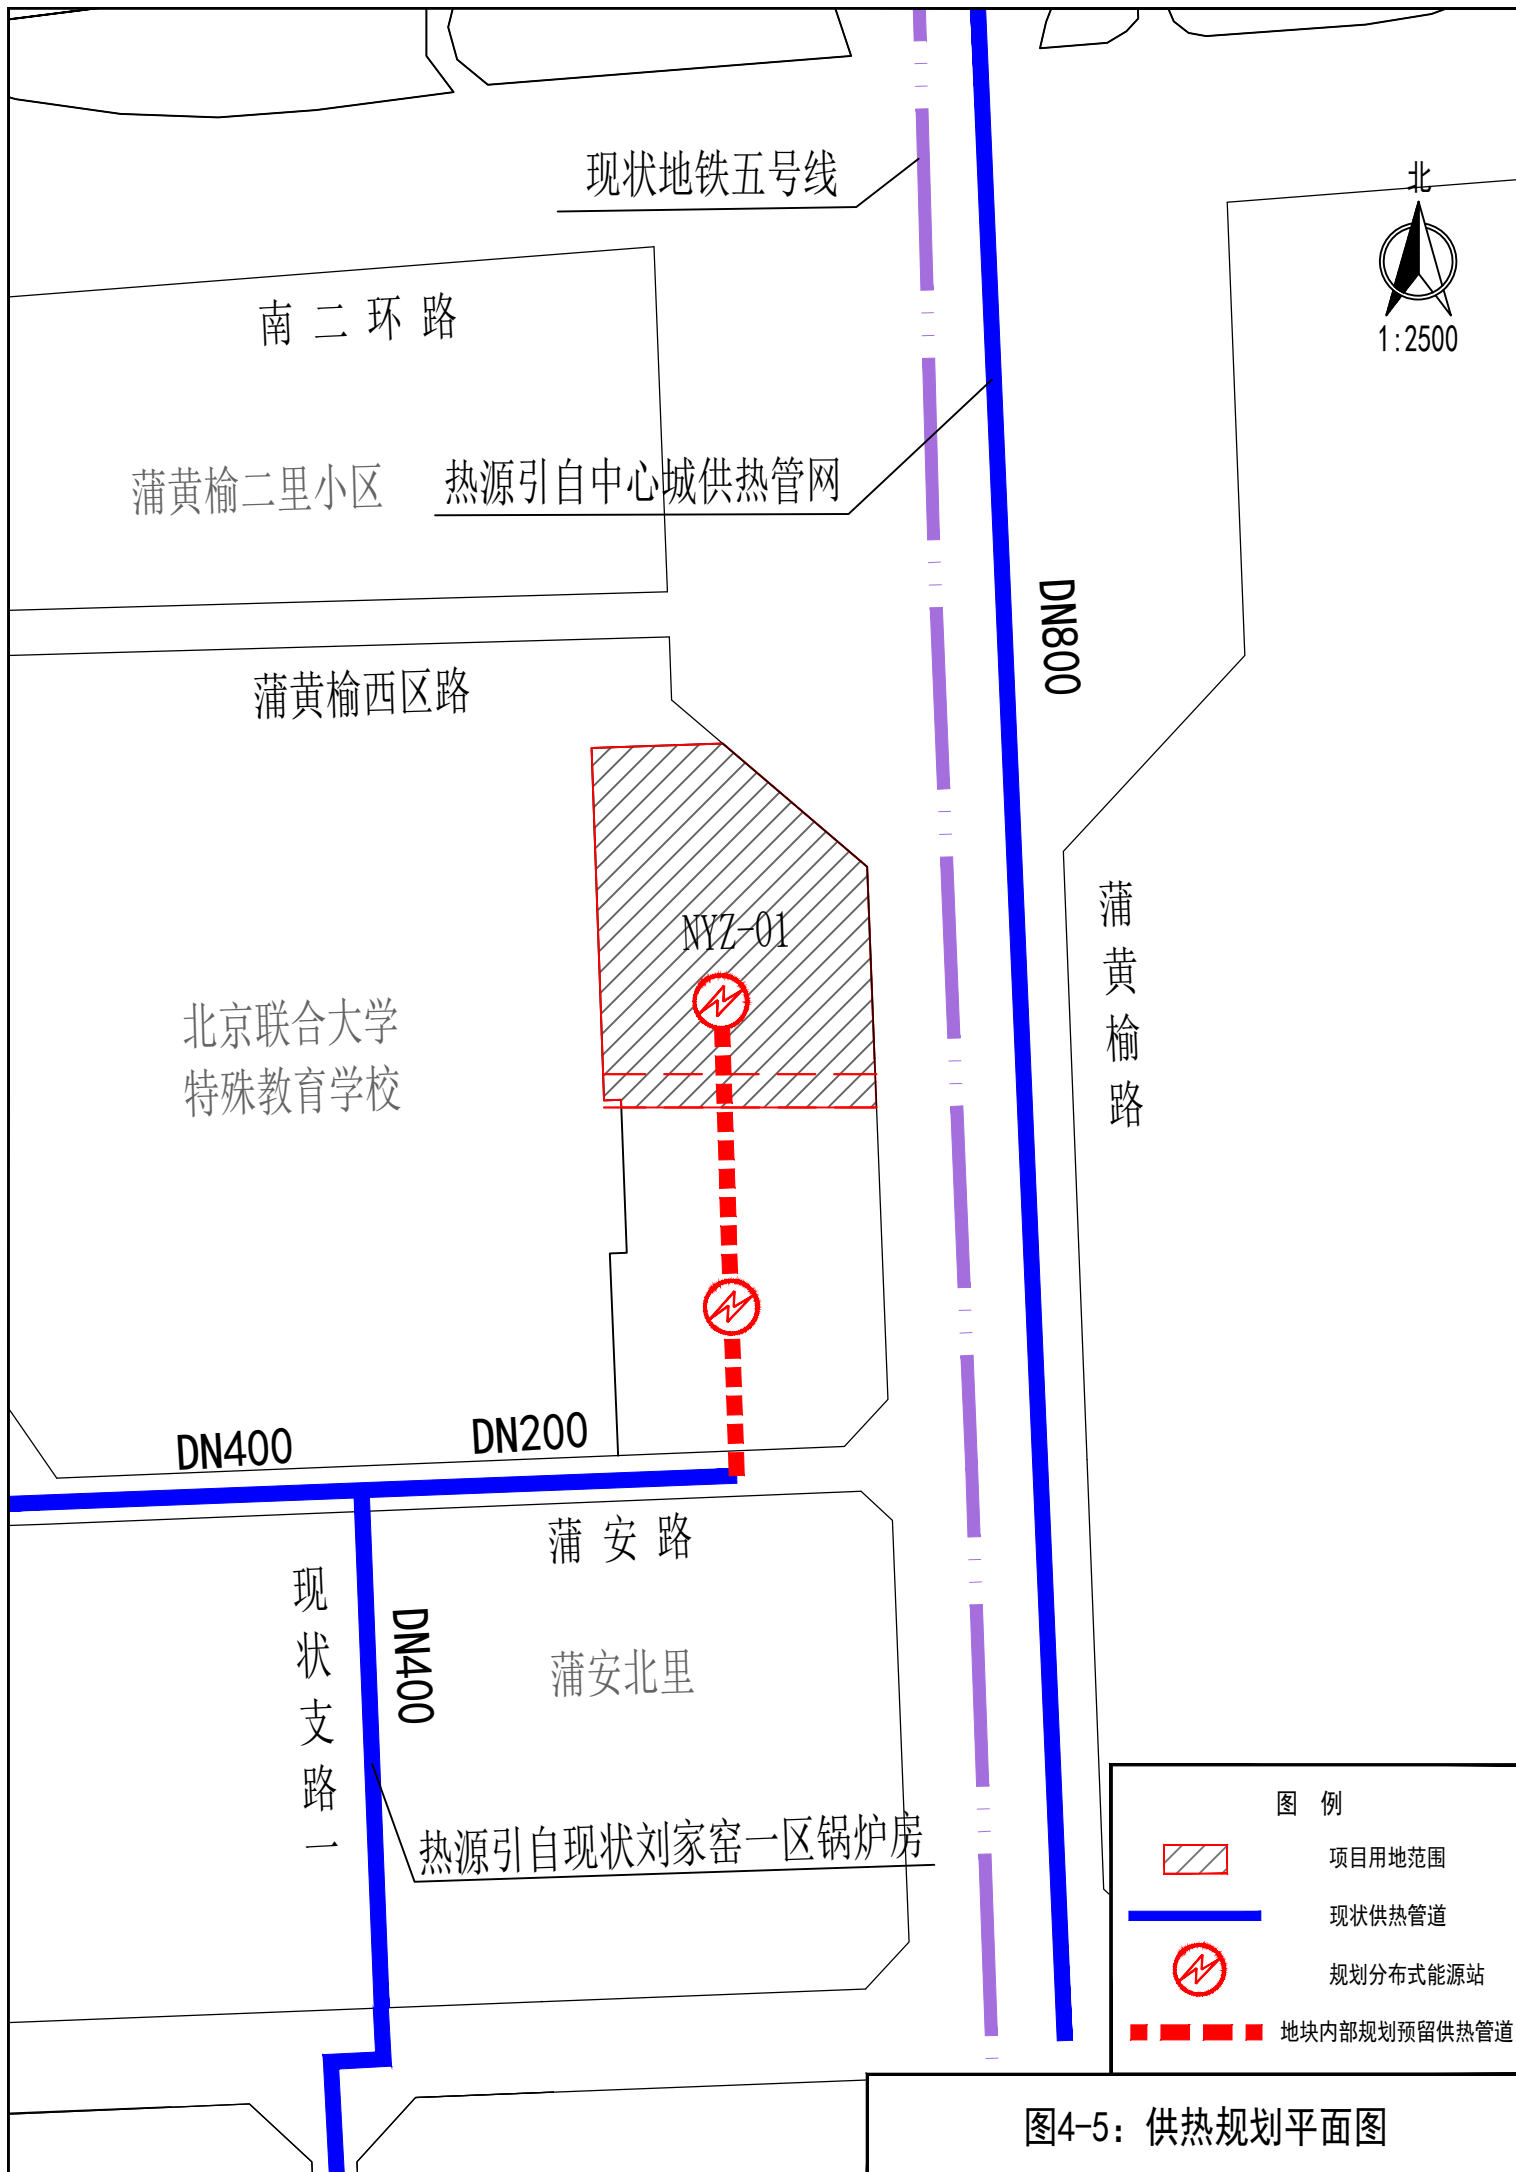 现状地铁五号线
北
1:2500
南二环路
蒲黄榆二里小区
热源引自中心城供热管网
DN800
蒲黄榆西区路
NYZ-01
蒲黄榆路
北京联合大学
特殊教育学校
DN400
DN200
蒲安路
现状支路一
DN400
蒲安北里
热源引自现状刘家窑一区锅炉房
图例
项目用地范围
现状供热管道
规划分布式能源站
地块内部规划预留供热管道
图4-5：供热规划平面图